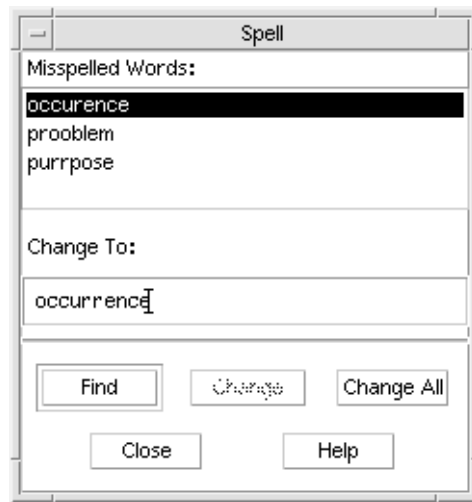 Spell
Misspelled Words:
occurence
prooblem
purrpose
Change To:
occurrence
Find Change Change All
Close Help